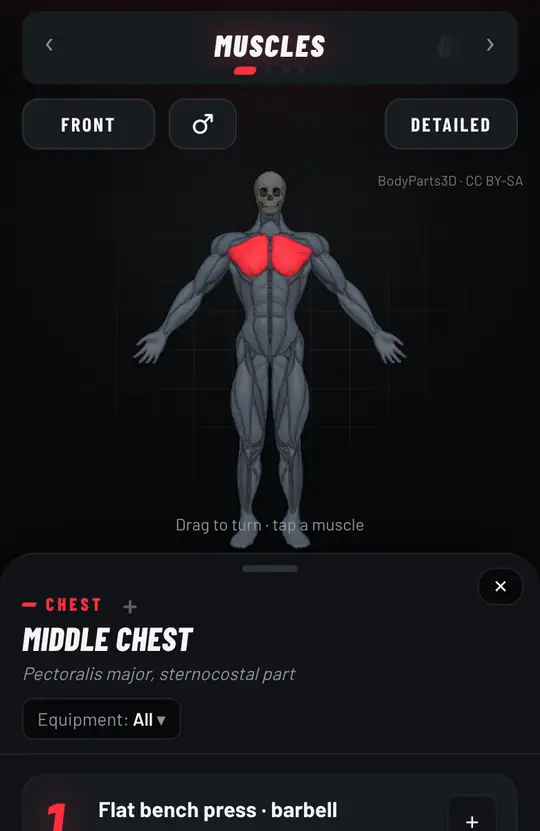 MUSCLES
FRONT
DETAILED
BodyParts3D · CC BY-SA
Drag to turn · tap a muscle
CHEST
MIDDLE CHEST
Pectoralis major, sternocostal part
Equipment: All ▾
1
Flat bench press · barbell